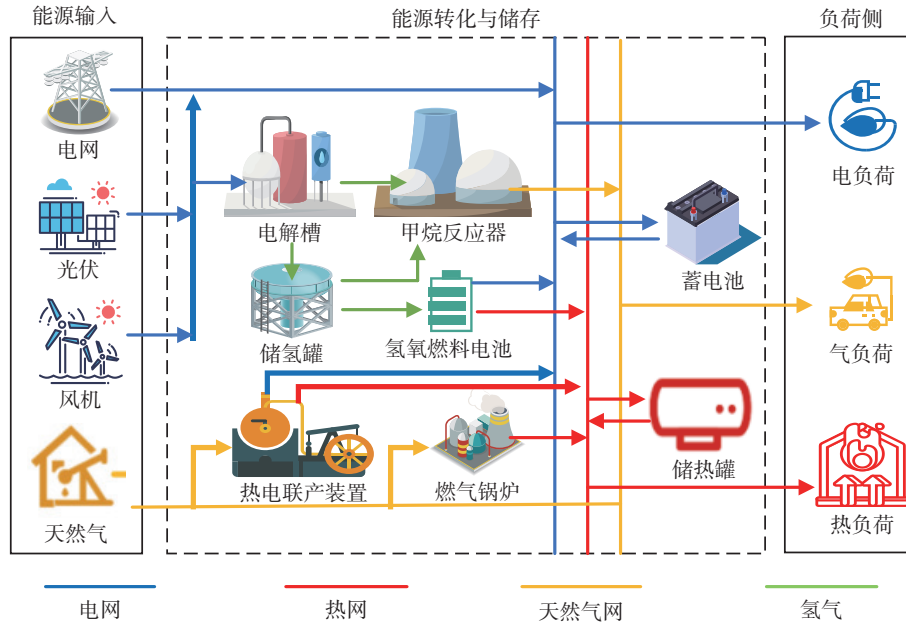 能源输入
能源转化与储存
负荷侧
电网
光伏
风机
天然气
电解槽
甲烷反应器
储氢罐
氢氧燃料电池
热电联产装置
燃气锅炉
蓄电池
储热罐
电负荷
气负荷
热负荷
电网
热网
天然气网
氢气